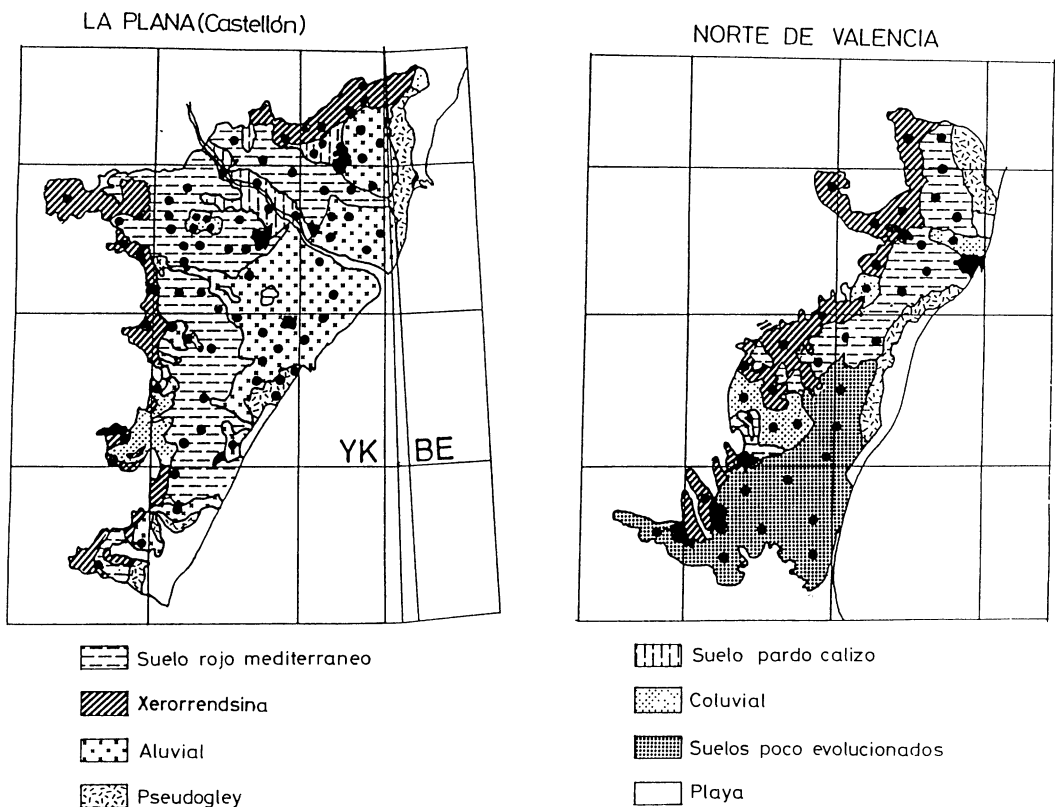 LA PLANA (Castellón)
NORTE DE VALENCIA
YK
BE
Suelo rojo mediterraneo
Xerorrendsina
Aluvial
Pseudogley
Suelo pardo calizo
Coluvial
Suelos poco evolucionados
Playa